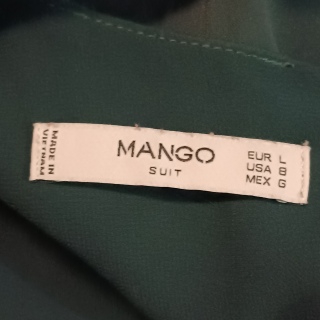 MADE IN
VIETNAM
MANGO
SUIT
EUR L
USA 8
MEX G